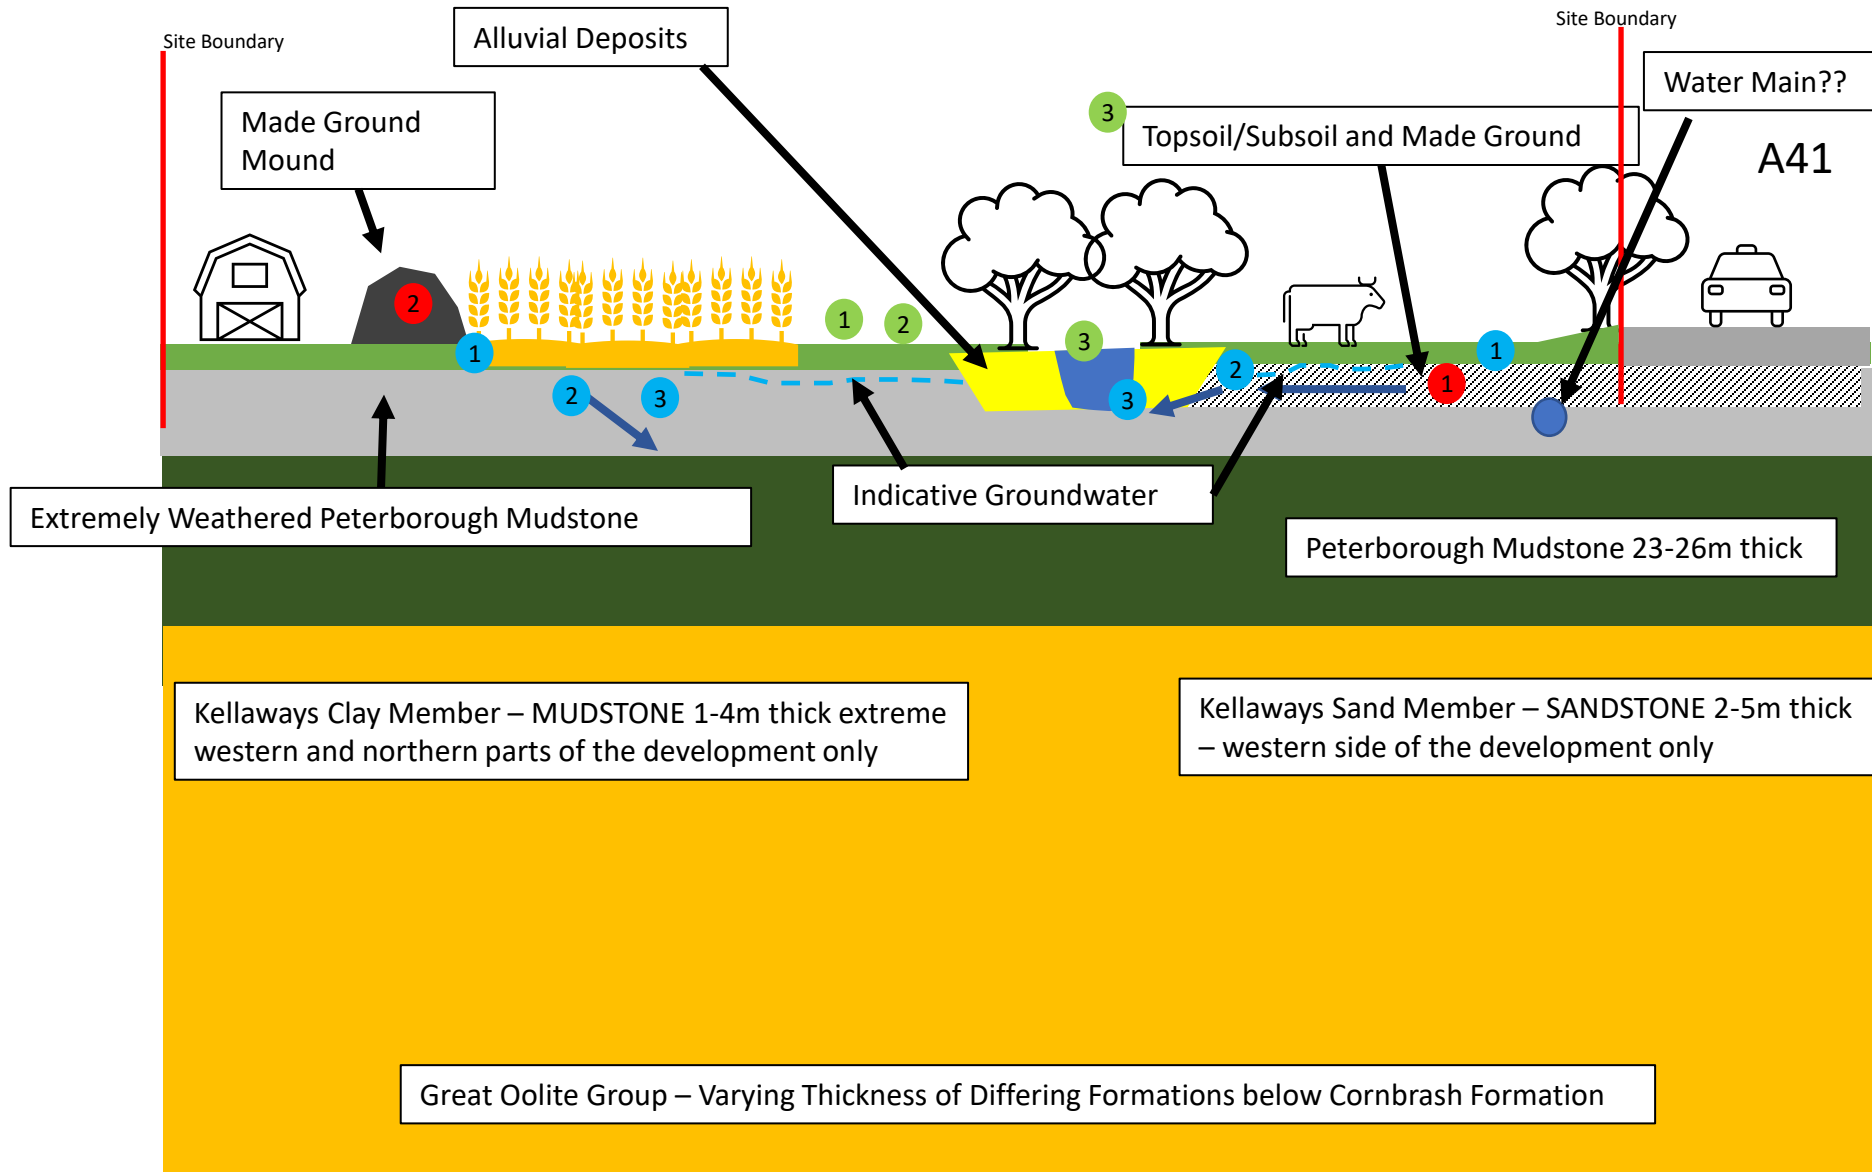 Site Boundary
Alluvial Deposits
Site Boundary
Water Main??
Made Ground
Mound
3
Topsoil/Subsoil and Made Ground
A41
2
1
2
3
1
1
2
2
3
3
1
Indicative Groundwater
Extremely Weathered Peterborough Mudstone
Peterborough Mudstone 23-26m thick
Kellaways Clay Member – MUDSTONE 1-4m thick extreme
western and northern parts of the development only
Kellaways Sand Member – SANDSTONE 2-5m thick
– western side of the development only
Great Oolite Group – Varying Thickness of Differing Formations below Cornbrash Formation